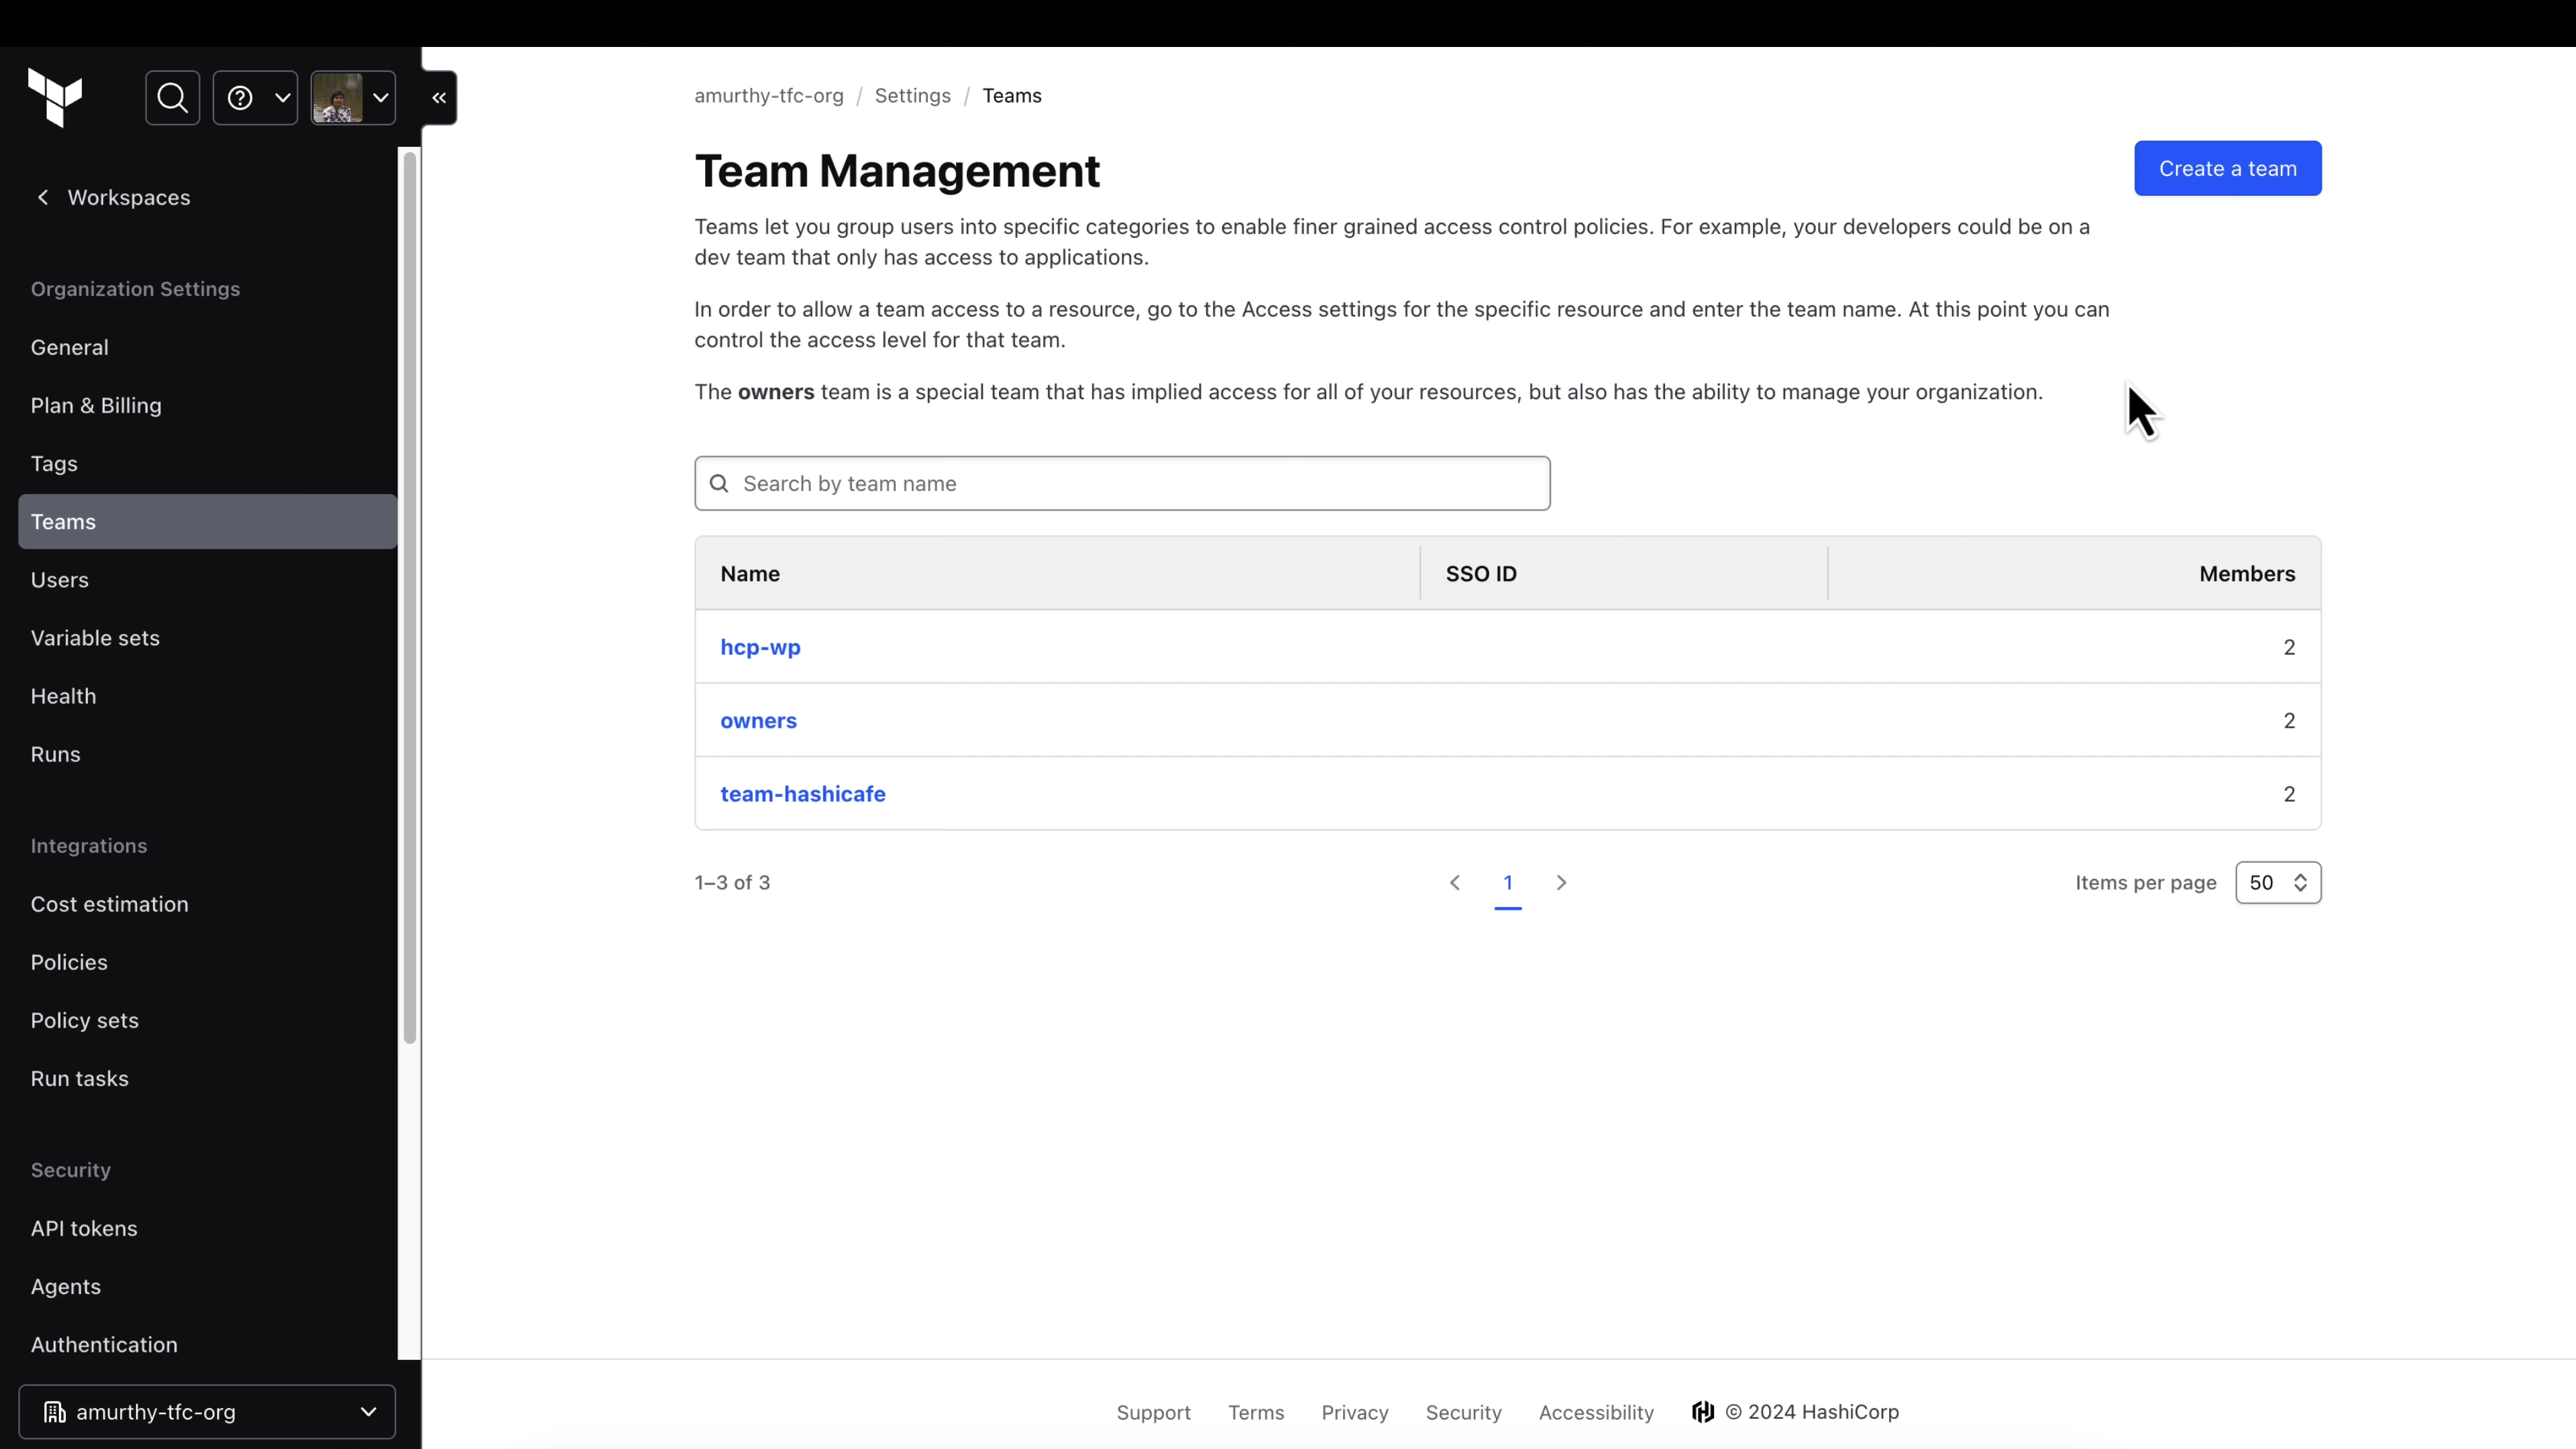 Workspaces
Organization Settings
General
Plan & Billing
Tags
Teams
Users
Variable sets
Health
Runs
Integrations
Cost estimation
Policies
Policy sets
Run tasks
Security
API tokens
Agents
Authentication
amurthy-tfc-org
amurthy-tfc-org / Settings / Teams
Team Management
Create a team
Teams let you group users into specific categories to enable finer grained access control policies. For example, your developers could be on a
dev team that only has access to applications.
In order to allow a team access to a resource, go to the Access settings for the specific resource and enter the team name. At this point you can
control the access level for that team.
The owners team is a special team that has implied access for all of your resources, but also has the ability to manage your organization.
Search by team name
Name SSO ID Members
hcp-wp 2
owners 2
team-hashicafe 2
1–3 of 3 1 Items per page 50
Support Terms Privacy Security Accessibility © 2024 HashiCorp